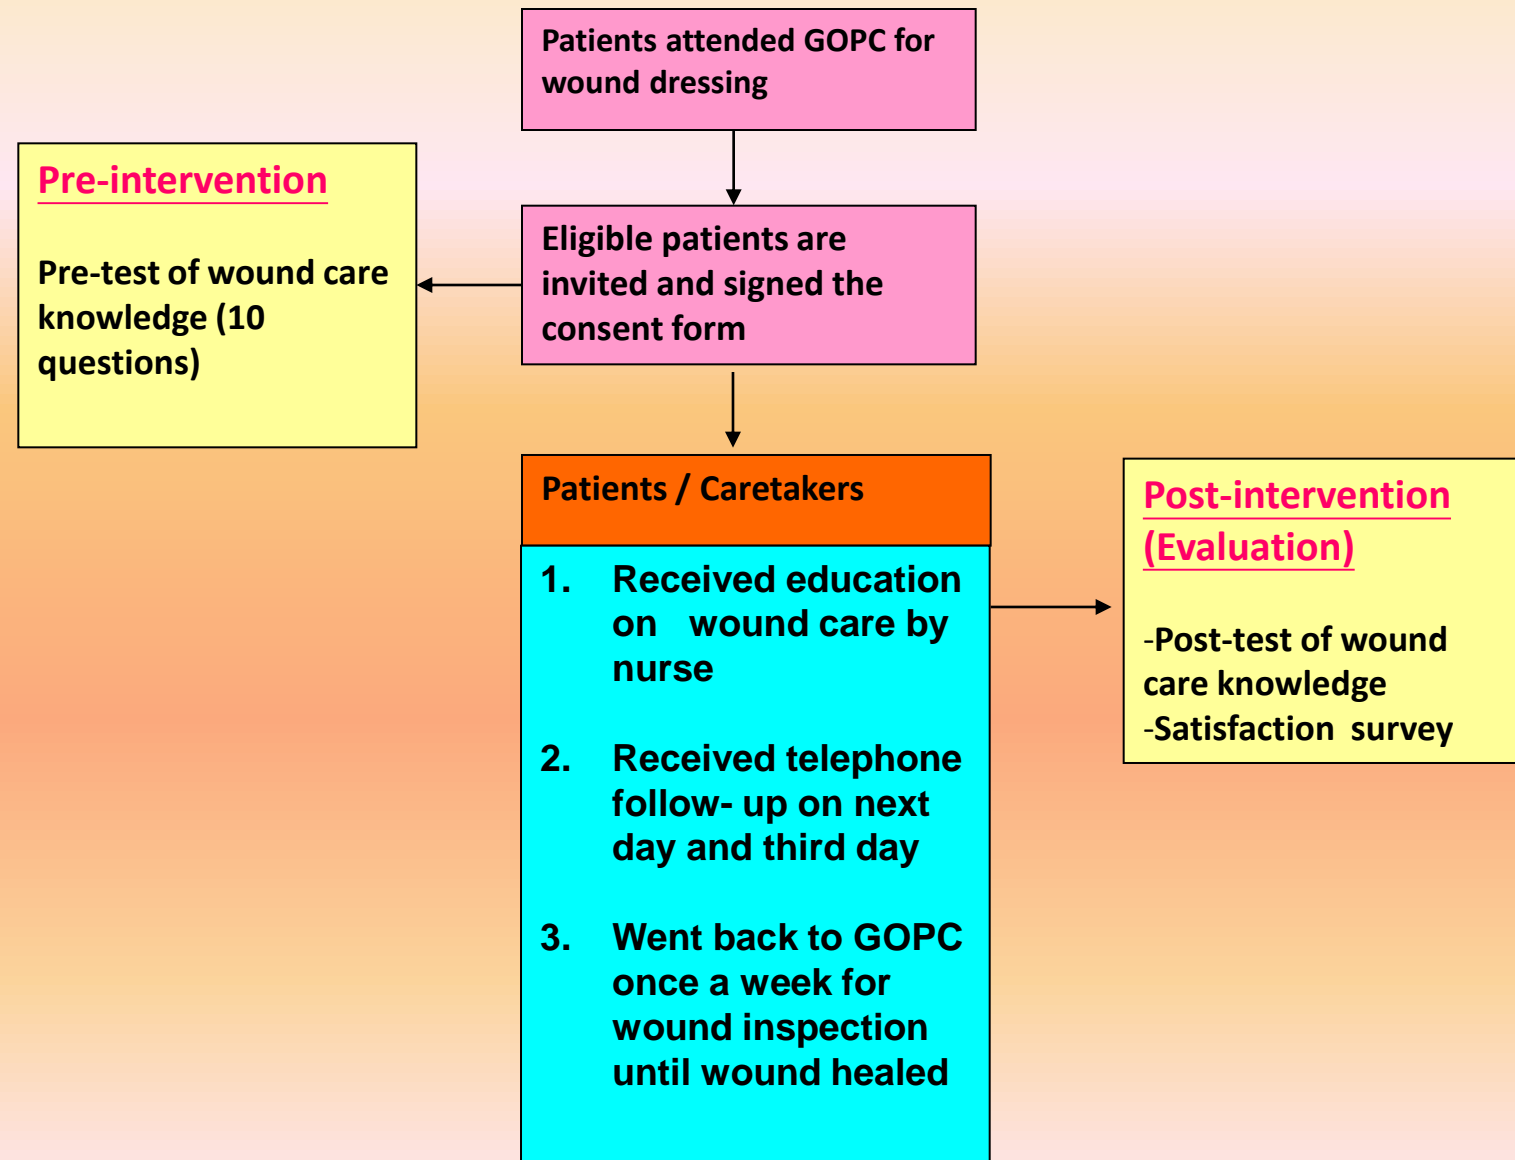 Patients attended GOPC for
wound dressing
Pre-intervention
Pre-test of wound care
knowledge (10
questions)
Eligible patients are
invited and signed the
consent form
Patients / Caretakers
1. Received education
on wound care by
nurse
2. Received telephone
follow- up on next
day and third day
3. Went back to GOPC
once a week for
wound inspection
until wound healed
Post-intervention
(Evaluation)
-Post-test of wound
care knowledge
-Satisfaction survey